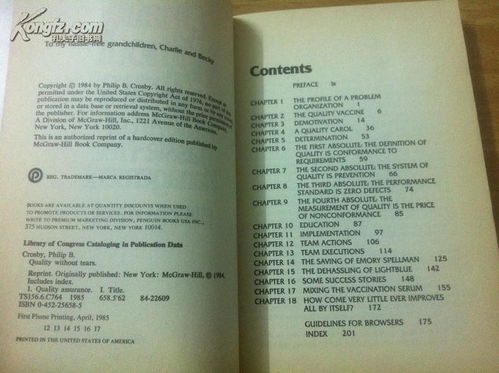 Kongfz.com
孔夫子旧书网
To my hassle-free grandchildren, Charlie and Becky
Copyright © 1984 by Philip B. Crosby. All rights reserved. Except as
permitted under the United States Copyright Act of 1976, no part of this
publication may be reproduced or distributed in any form or by any means,
or stored in a data base or retrieval system, without the prior permission of
the publisher. For information address McGraw-Hill Book Company,
A Division of McGraw-Hill, Inc., 1221 Avenue of the Americas,
New York, New York 10020.
This is an authorized reprint of a hardcover edition published by
McGraw-Hill Book Company.
REG. TRADEMARK—MARCA REGISTRADA
BOOKS ARE AVAILABLE AT QUANTITY DISCOUNTS WHEN USED
TO PROMOTE PRODUCTS OR SERVICES. FOR INFORMATION PLEASE
WRITE TO PREMIUM MARKETING DIVISION, PENGUIN BOOKS USA INC.,
375 HUDSON STREET, NEW YORK, NEW YORK 10014.
Library of Congress Cataloging in Publication Data
Crosby, Philip B.
Quality without tears.
Reprint. Originally published: New York: McGraw-Hill, © 1984.
Includes index.
1. Quality assurance. I. Title.
TS156.6.C764 1985 658.5'62 84-22609
ISBN 0-452-25658-5
First Plume Printing, April, 1985
12 13 14 15 16 17
PRINTED IN THE UNITED STATES OF AMERICA
Contents
PREFACE ix
CHAPTER 1 THE PROFILE OF A PROBLEM
ORGANIZATION 1
CHAPTER 2 THE QUALITY VACCINE 6
CHAPTER 3 DEMOTIVATION 14
CHAPTER 4 A QUALITY CAROL 36
CHAPTER 5 DETERMINATION 53
CHAPTER 6 THE FIRST ABSOLUTE: THE DEFINITION OF
QUALITY IS CONFORMANCE TO
REQUIREMENTS 59
CHAPTER 7 THE SECOND ABSOLUTE: THE SYSTEM OF
QUALITY IS PREVENTION 66
CHAPTER 8 THE THIRD ABSOLUTE: THE PERFORMANCE
STANDARD IS ZERO DEFECTS 74
CHAPTER 9 THE FOURTH ABSOLUTE: THE
MEASUREMENT OF QUALITY IS THE PRICE
OF NONCONFORMANCE 85
CHAPTER 10 EDUCATION 87
CHAPTER 11 IMPLEMENTATION 97
CHAPTER 12 TEAM ACTIONS 106
CHAPTER 13 TEAM EXECUTIONS 114
CHAPTER 14 THE SAVING OF EMORY SPELLMAN 125
CHAPTER 15 THE DEHASSLING OF LIGHTBLUE 142
CHAPTER 16 SOME SUCCESS STORIES 148
CHAPTER 17 MIXING THE VACCINATION SERUM 155
CHAPTER 18 HOW COME VERY LITTLE EVER IMPROVES
ALL BY ITSELF? 172
GUIDELINES FOR BROWSERS 175
INDEX 201